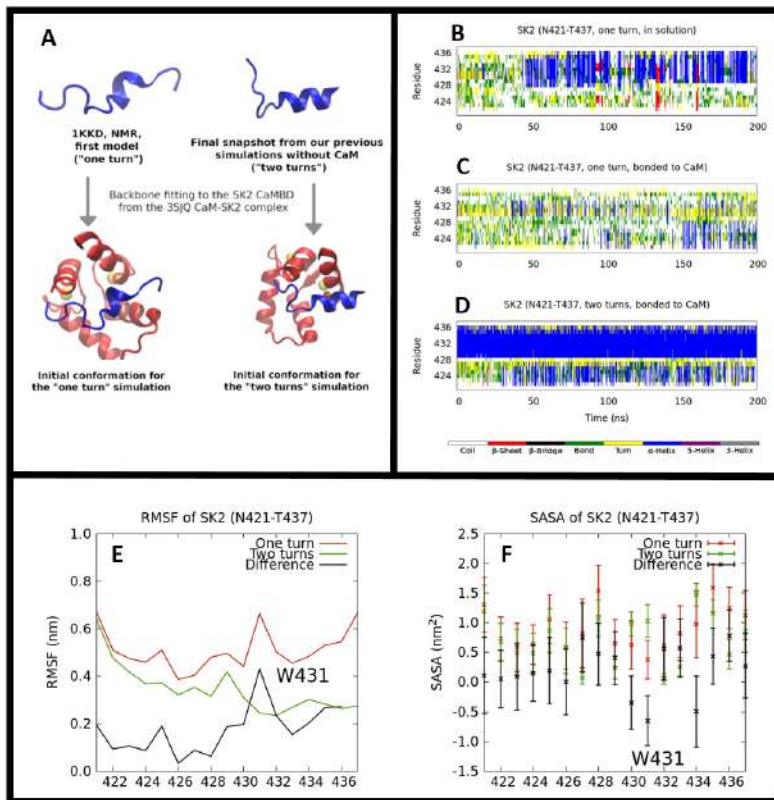 A
1KKD, NMR,
first model
("one turn")
Final snapshot from our previous
simulations without CaM
("two turns")
Backbone fitting to the SK2 CaMBD
from the 3SJQ CaM-SK2 complex
Initial conformation for
the "one turn" simulation
Initial conformation for
the "two turns" simulation
B
SK2 (N421-T437, one turn, in solution)
Residue
436
432
428
424
0 50 100 150 200
C
SK2 (N421-T437, one turn, bonded to CaM)
Residue
436
432
428
424
0 50 100 150 200
D
SK2 (N421-T437, two turns, bonded to CaM)
Residue
436
432
428
424
0 50 100 150 200
Time (ns)
Coil β-Sheet β-Bridge Bend Turn α-Helix 5-Helix 3-Helix
RMSF of SK2 (N421-T437)
E
One turn
Two turns
Difference
W431
RMSF (nm)
1.0
0.8
0.6
0.4
0.2
0.0
422 424 426 428 430 432 434 436
SASA of SK2 (N421-T437)
F
One turn
Two turns
Difference
W431
SASA (nm²)
2.5
2.0
1.5
1.0
0.5
0.0
-0.5
-1.0
-1.5
422 424 426 428 430 432 434 436